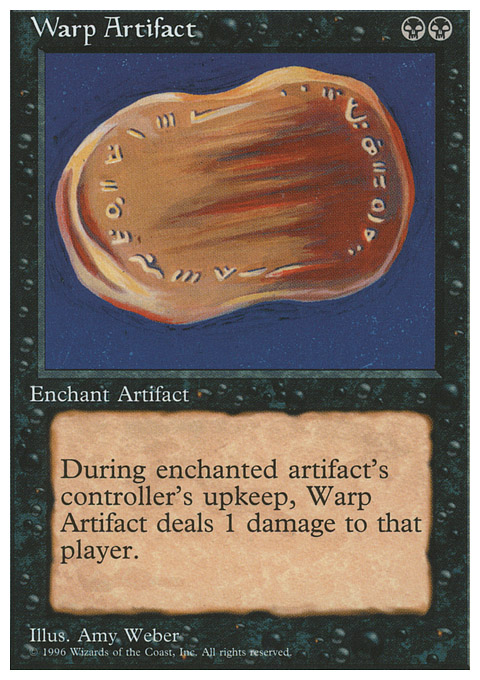 Warp Artifact
Enchant Artifact
During enchanted artifact's
controller's upkeep, Warp
Artifact deals 1 damage to that
player.
Illus. Amy Weber
© 1996 Wizards of the Coast, Inc. All rights reserved.